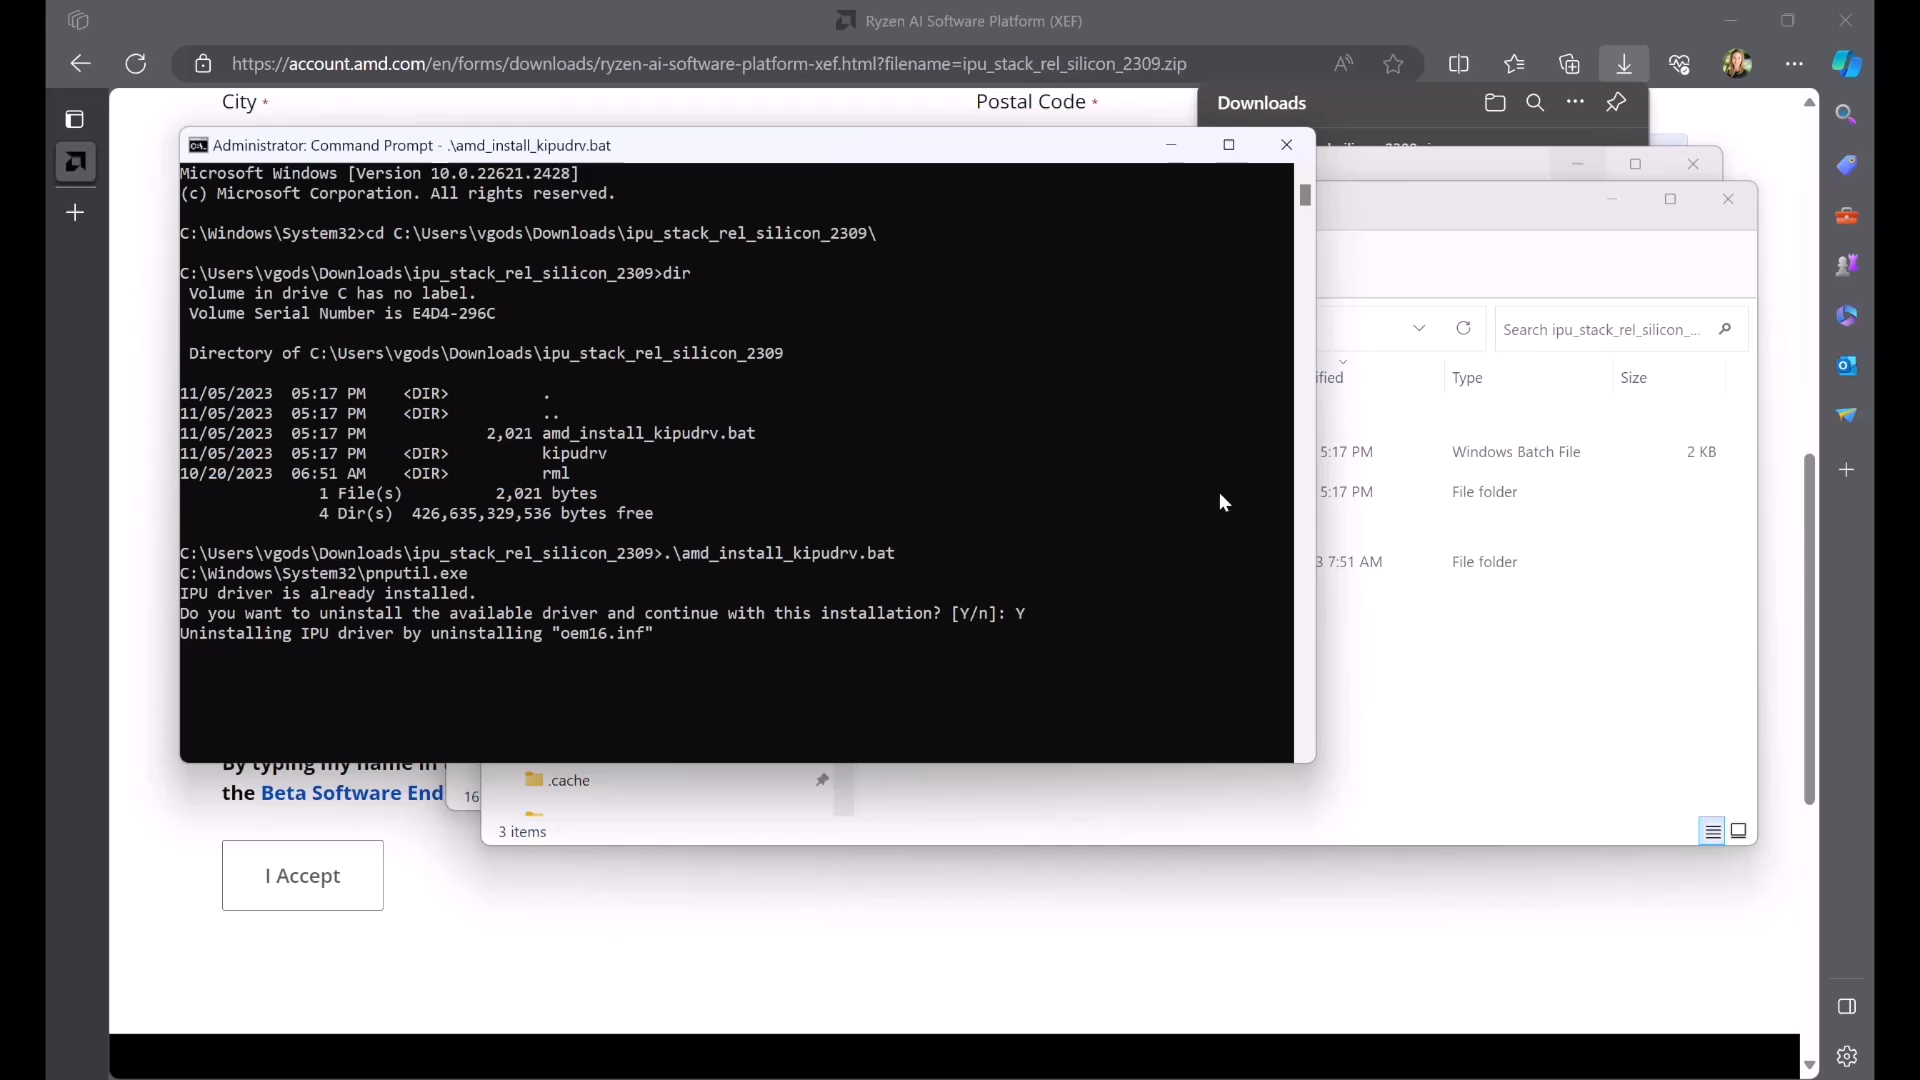 Ryzen AI Software Platform (XEF)
https://account.amd.com/en/forms/downloads/ryzen-ai-software-platform-xef.html?filename=ipu_stack_rel_silicon_2309.zip
City *
Postal Code *
Downloads
Administrator: Command Prompt - .\amd_install_kipudrv.bat
Microsoft Windows [Version 10.0.22621.2428]
(c) Microsoft Corporation. All rights reserved.
C:\Windows\System32>cd C:\Users\vgods\Downloads\ipu_stack_rel_silicon_2309\
C:\Users\vgods\Downloads\ipu_stack_rel_silicon_2309>dir
Volume in drive C has no label.
Volume Serial Number is E4D4-296C
Directory of C:\Users\vgods\Downloads\ipu_stack_rel_silicon_2309
11/05/2023 05:17 PM <DIR> .
11/05/2023 05:17 PM <DIR> ..
11/05/2023 05:17 PM 2,021 amd_install_kipudrv.bat
11/05/2023 05:17 PM <DIR> kipudrv
10/20/2023 06:51 AM <DIR> rml
1 File(s) 2,021 bytes
4 Dir(s) 426,635,329,536 bytes free
C:\Users\vgods\Downloads\ipu_stack_rel_silicon_2309>.\amd_install_kipudrv.bat
C:\Windows\System32\pnputil.exe
IPU driver is already installed.
Do you want to uninstall the available driver and continue with this installation? [Y/n]: Y
Uninstalling IPU driver by uninstalling "oem16.inf"
Search ipu_stack_rel_silicon_...
ified Type Size
5:17 PM Windows Batch File 2 KB
5:17 PM File folder
3 7:51 AM File folder
.cache
16
3 items
By typing my name in
the Beta Software End
I Accept